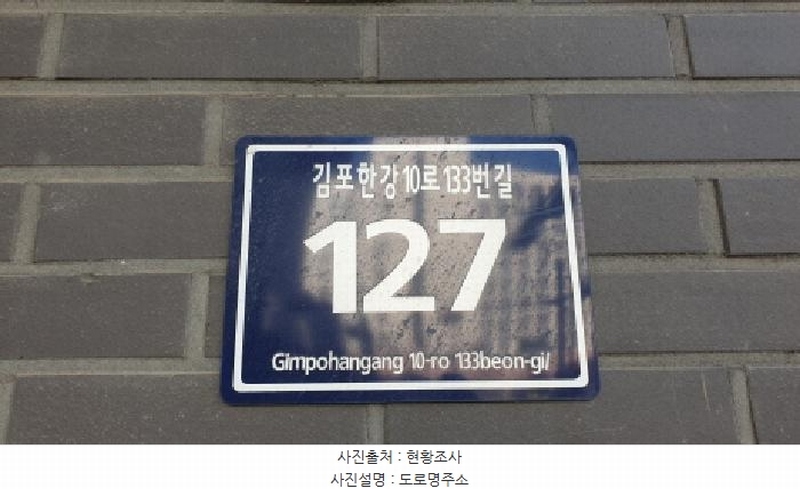 김포한강10로133번길
127
Gimpohangang 10-ro 133beon-gil
사진출처 : 현황조사
사진설명 : 도로명주소